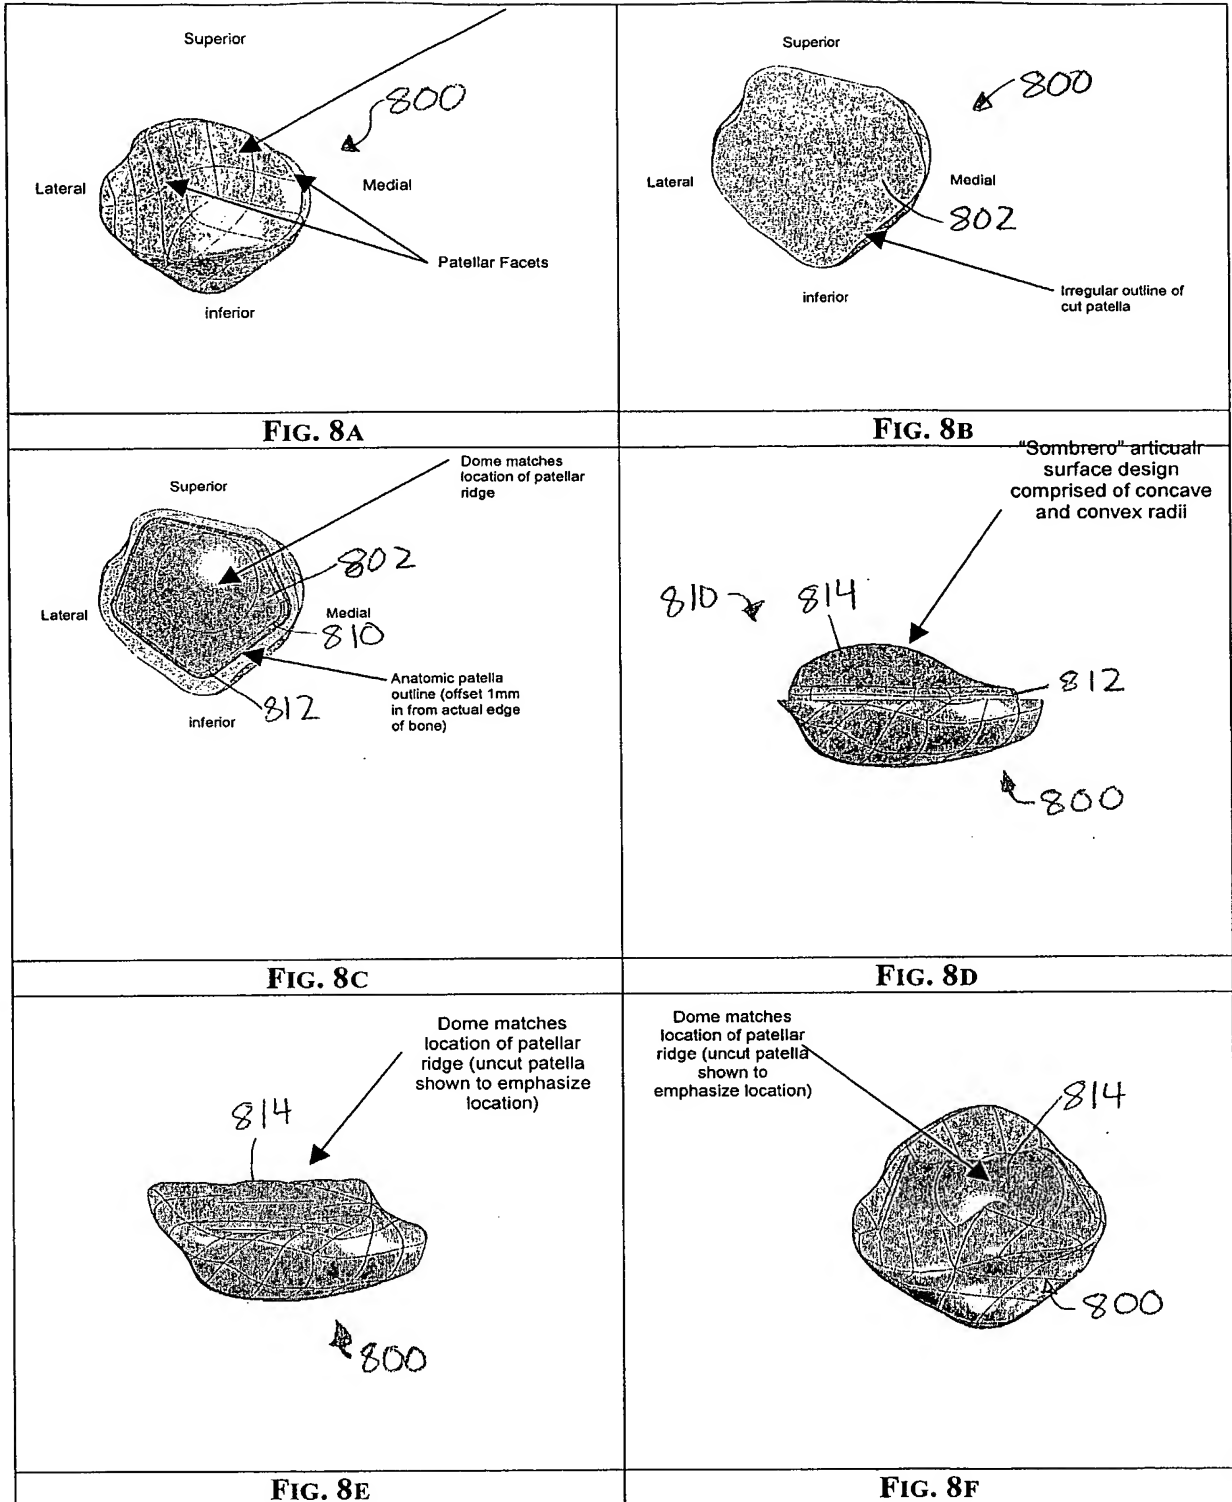 Superior
800
Lateral
Medial
Patellar Facets
inferior
FIG. 8A
Superior
800
Lateral
Medial
802
inferior
Irregular outline of
cut patella
FIG. 8B
Dome matches
location of patellar
ridge
Superior
802
Lateral
Medial
810
Anatomic patella
outline (offset 1mm
in from actual edge
of bone)
812
inferior
FIG. 8C
"Sombrero" articualr
surface design
comprised of concave
and convex radii
810
814
812
800
FIG. 8D
Dome matches
location of patellar
ridge (uncut patella
shown to emphasize
location)
814
800
FIG. 8E
Dome matches
location of patellar
ridge (uncut patella
shown to
emphasize location)
814
800
FIG. 8F